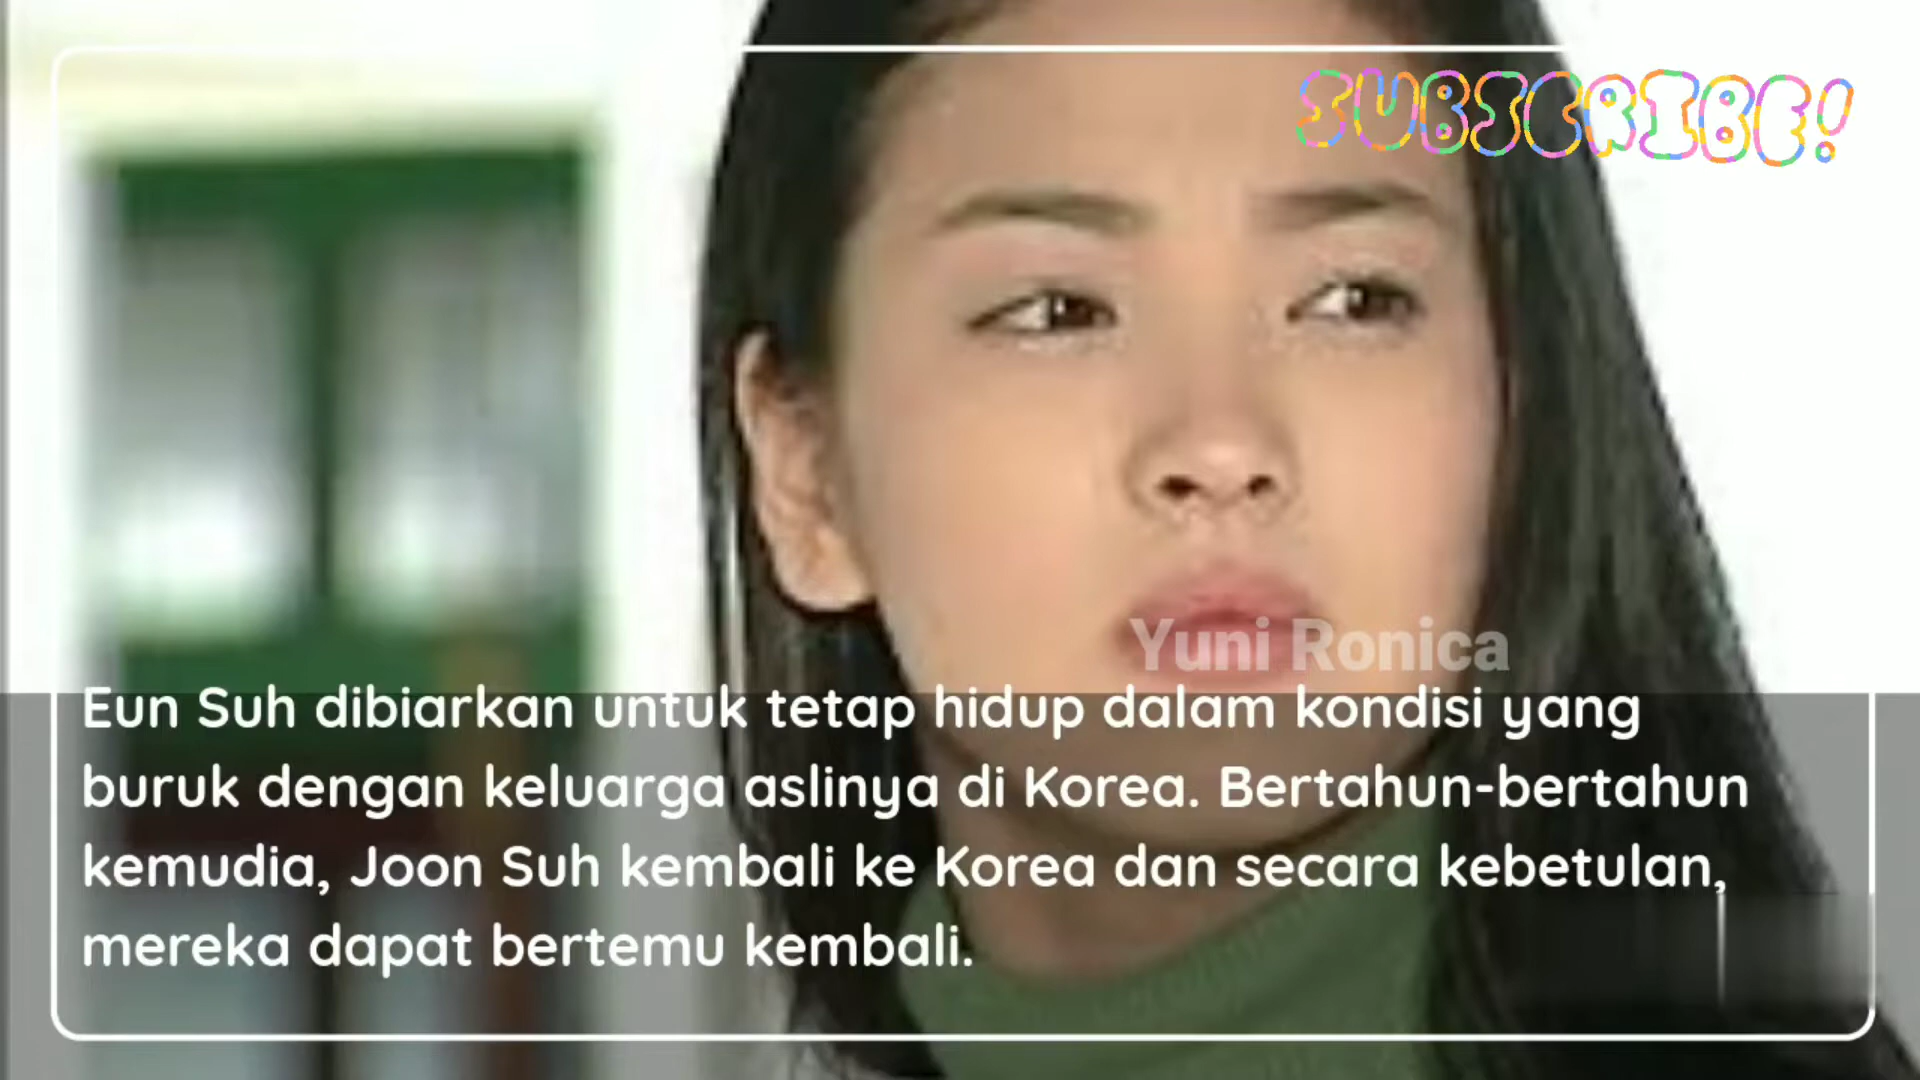 SUBSCRIBE!
Yuni Ronica
Eun Suh dibiarkan untuk tetap hidup dalam kondisi yang
buruk dengan keluarga aslinya di Korea. Bertahun-bertahun
kemudia, Joon Suh kembali ke Korea dan secara kebetulan,
mereka dapat bertemu kembali.